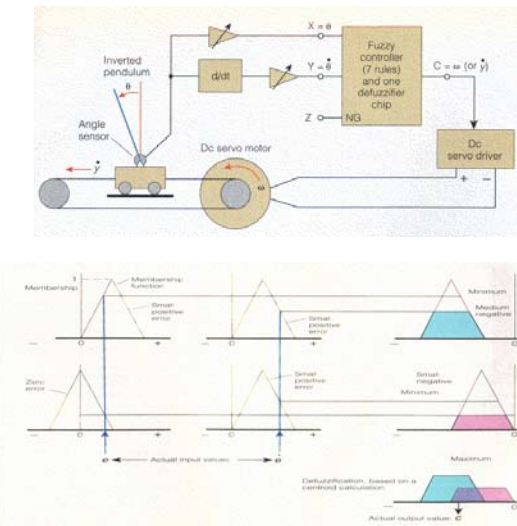 X = θ
Inverted
pendulum
θ
Angle
sensor
ẏ
d/dt
Y = θ̇
Z
NG
Fuzzy
controller
(7 rules)
and one
defuzzifier
chip
C = ω (or ẏ)
Dc servo motor
ω
Dc
servo driver
+ −
Membership
1
Membership
function
Small
positive
error
− 0 +
Small
positive
error
− 0 +
Minimum
Medium
negative
− 0
Zero
error
− 0 +
Small
positive
error
− 0 +
Small
negative
Minimum
− 0
e Actual input values ė
Maximum
Defuzzification, based on a
centroid calculation
− 0
Actual output value: C